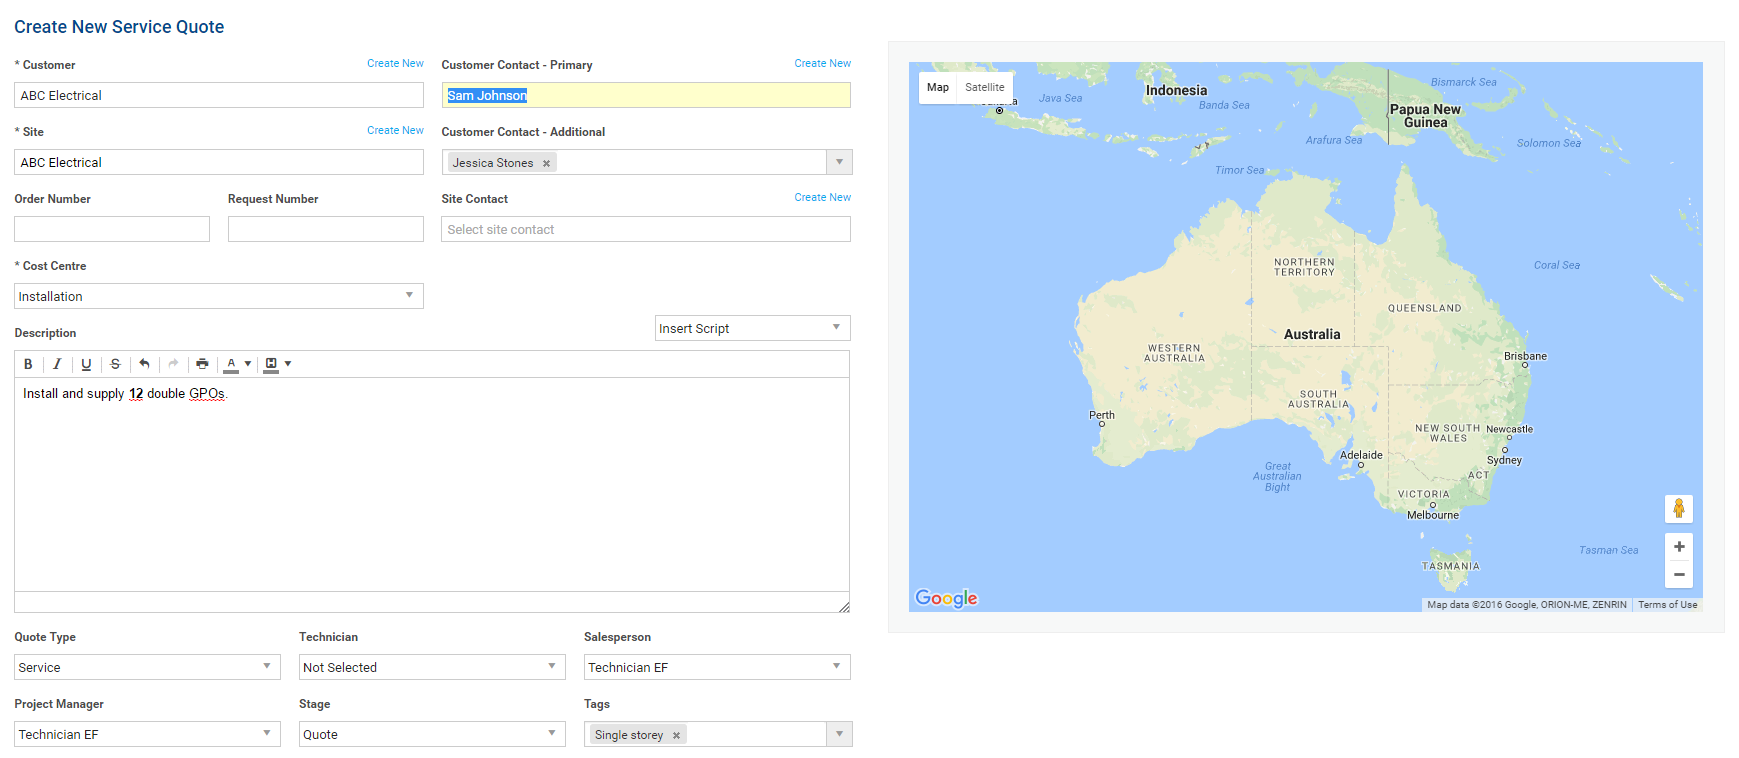 Create New Service Quote
* Customer
Create New
Customer Contact - Primary
Create New
ABC Electrical
Sam Johnson
* Site
Create New
Customer Contact - Additional
ABC Electrical
Jessica Stones ×
Order Number
Request Number
Site Contact
Create New
Select site contact
* Cost Centre
Installation
Description
Insert Script
B I U S A H
Install and supply 12 double GPOs.
Quote Type
Technician
Salesperson
Service
Not Selected
Technician EF
Project Manager
Stage
Tags
Technician EF
Quote
Single storey ×
Map
Satellite
Java Sea
Indonesia
Banda Sea
Bismarck Sea
Papua New
Guinea
Arafura Sea
Solomon Sea
Timor Sea
Coral Sea
NORTHERN
TERRITORY
QUEENSLAND
Australia
WESTERN
AUSTRALIA
Brisbane
SOUTH
AUSTRALIA
Perth
NEW SOUTH
WALES
Newcastle
Adelaide
Sydney
Great
Australian
Bight
ACT
VICTORIA
Melbourne
Tasman Sea
TASMANIA
+
−
Google
Map data ©2016 Google, ORION-ME, ZENRIN
Terms of Use